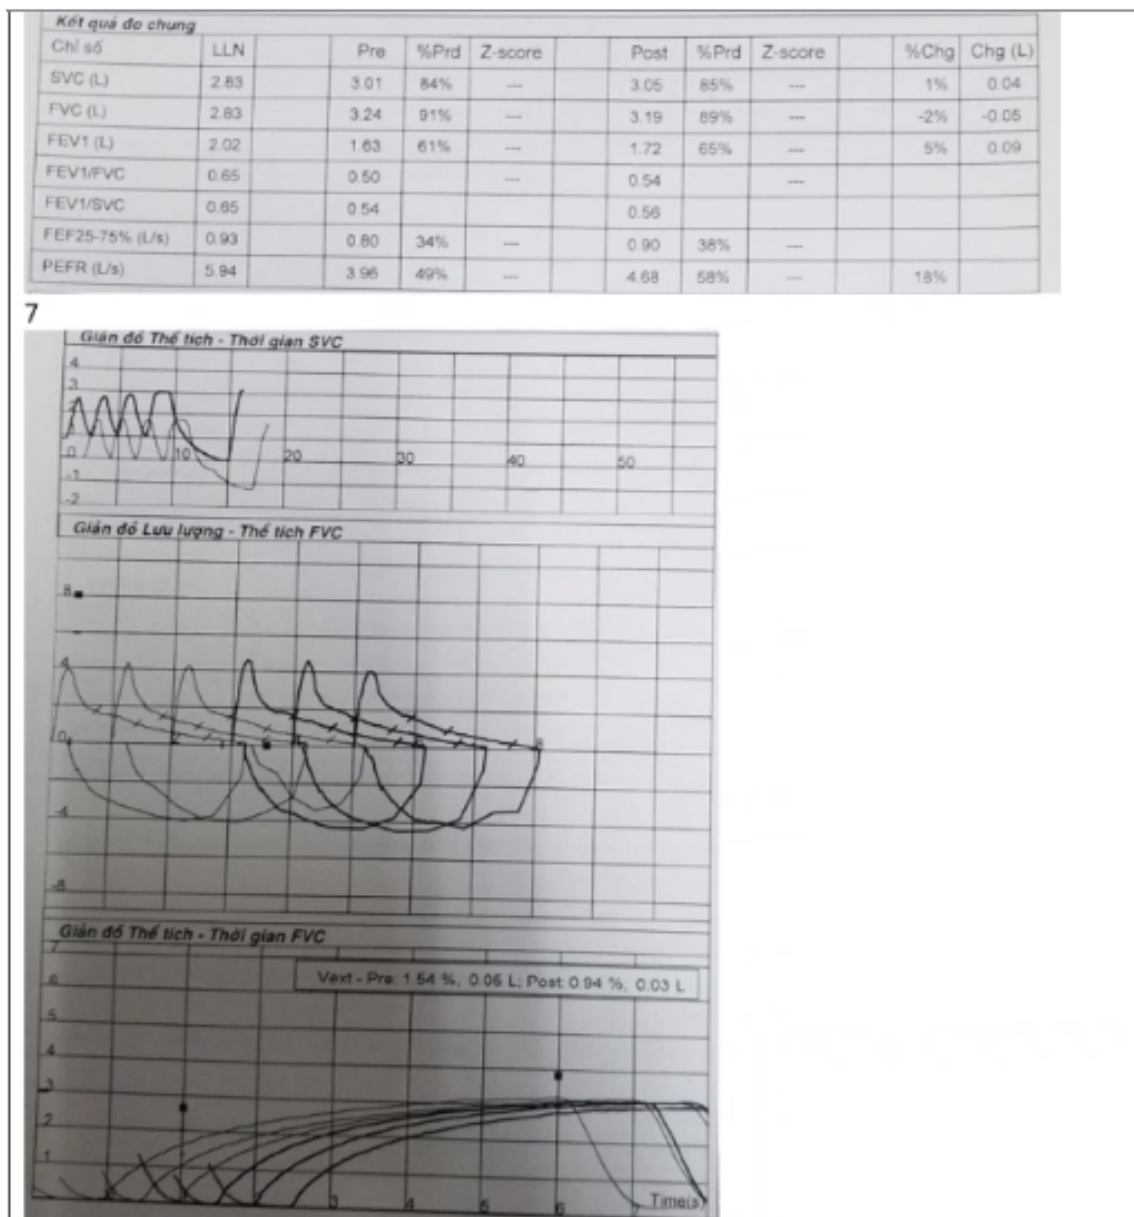 Kết quả đo chung
Chỉ số LLN Pre %Prd Z-score Post %Prd Z-score %Chg Chg (L)
SVC (L) 2.83 3.01 84% --- 3.05 85% --- 1% 0.04
FVC (L) 2.83 3.24 91% --- 3.19 89% --- -2% -0.05
FEV1 (L) 2.02 1.63 61% --- 1.72 65% --- 5% 0.09
FEV1/FVC 0.65 0.50 --- 0.54 ---
FEV1/SVC 0.65 0.54 0.56
FEF25-75% (L/s) 0.93 0.80 34% --- 0.90 38% ---
PEFR (L/s) 5.94 3.96 49% --- 4.68 58% --- 18%
7
Giản đồ Thể tích - Thời gian SVC
4
3
0 10 20 30 40 50
-1
-2
Giản đồ Lưu lượng - Thể tích FVC
8
4
0 2 8
-4
-8
Giản đồ Thể tích - Thời gian FVC
7
Vext - Pre: 1.54 %, 0.05 L; Post: 0.94 %, 0.03 L
6
5
4
3
2
1
3 4 5 6 7 Time(s)